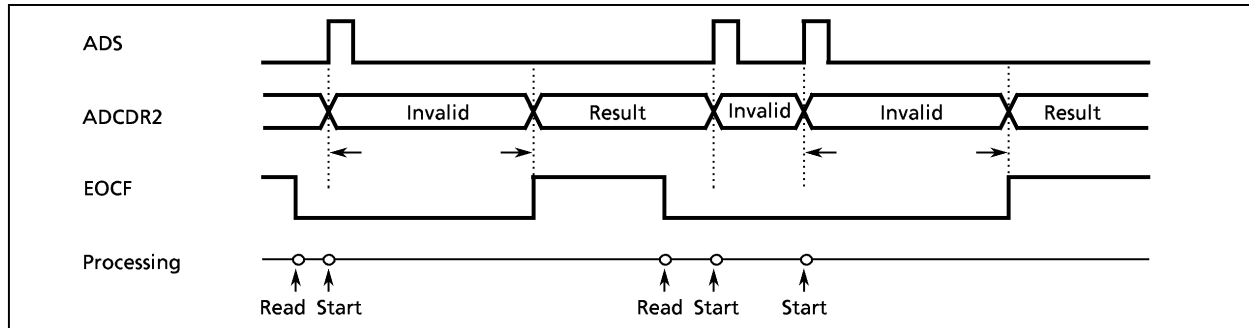 ADS
ADCDR2 Invalid Result Invalid Invalid Result
EOCF
Processing
Read Start Read Start Start